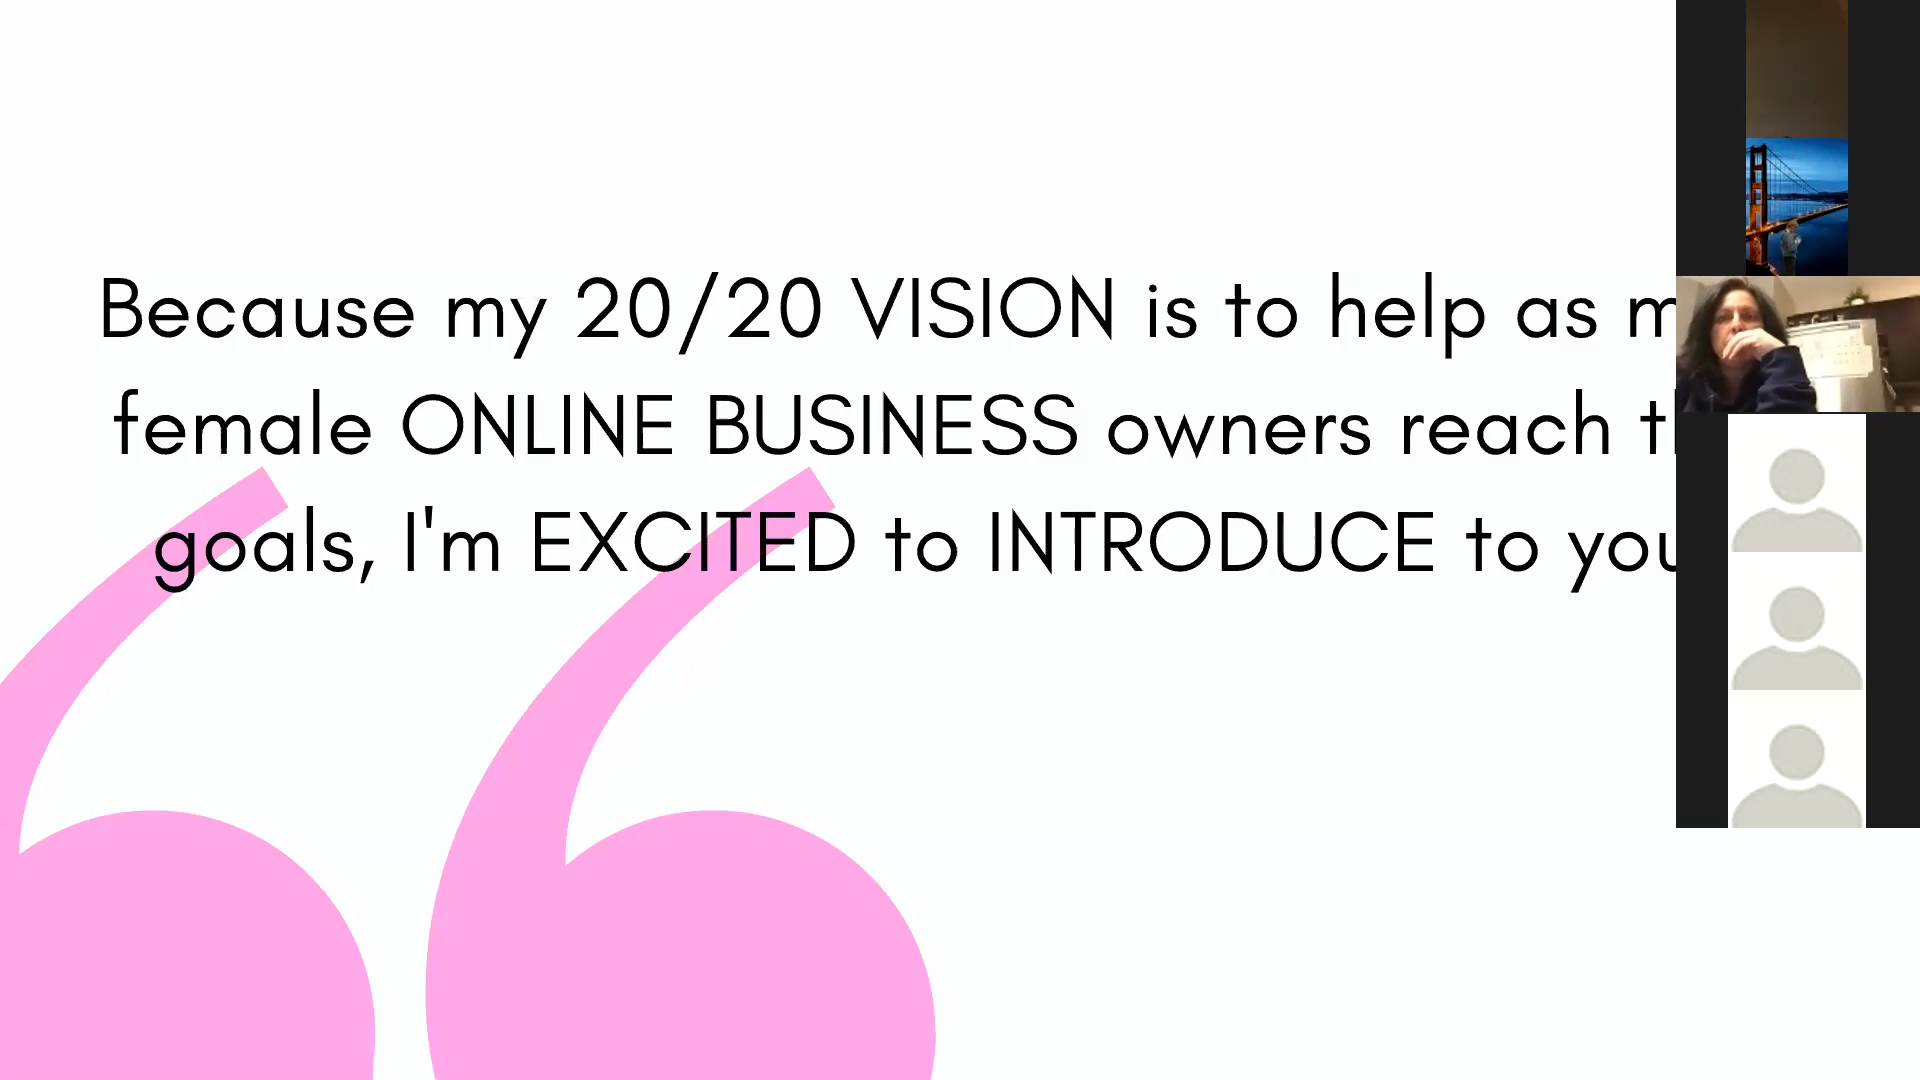 Because my 20/20 VISION is to help as
female ONLINE BUSINESS owners reach
goals, I'm EXCITED to INTRODUCE to you